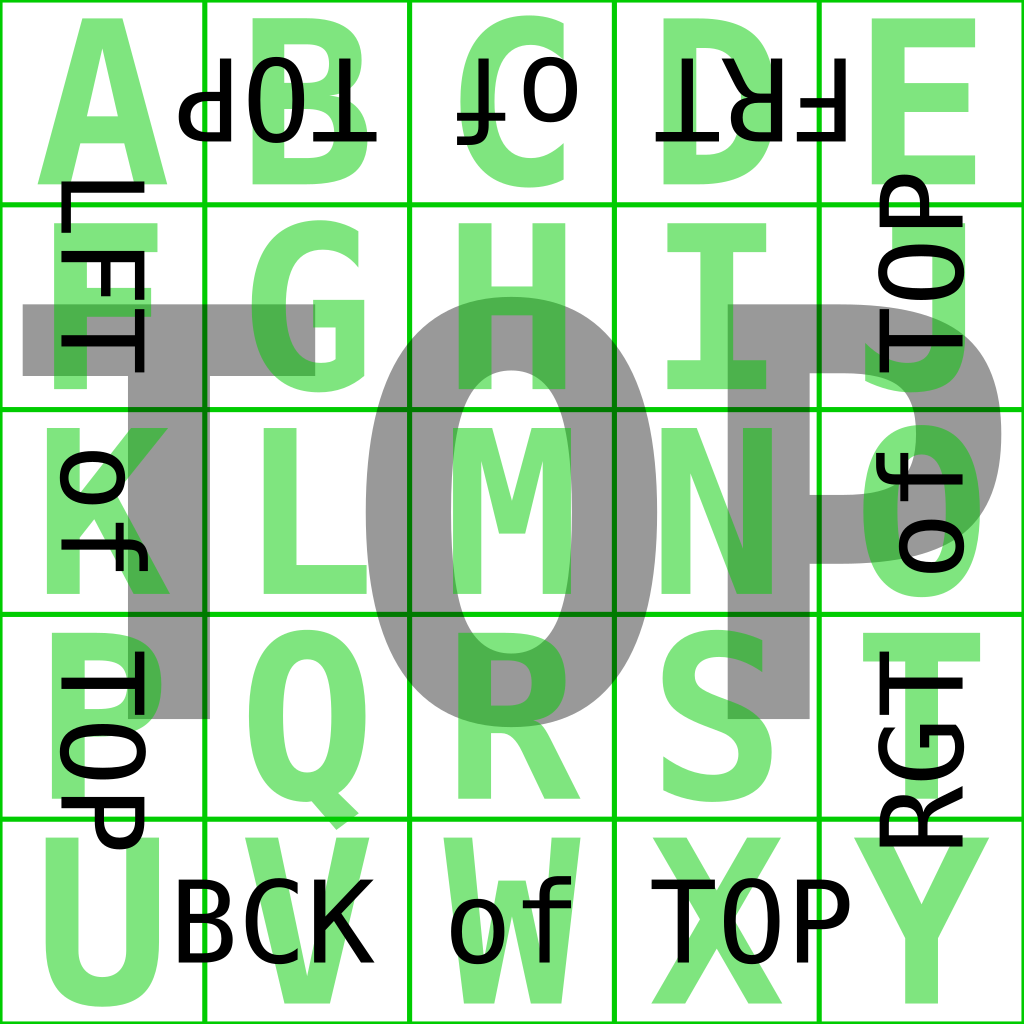 A B C D E
FRT of TOP
F G H I J
LFT of TOP
TOP
RGT of TOP
K L M N O
P Q R S T
U V W X Y
BCK of TOP